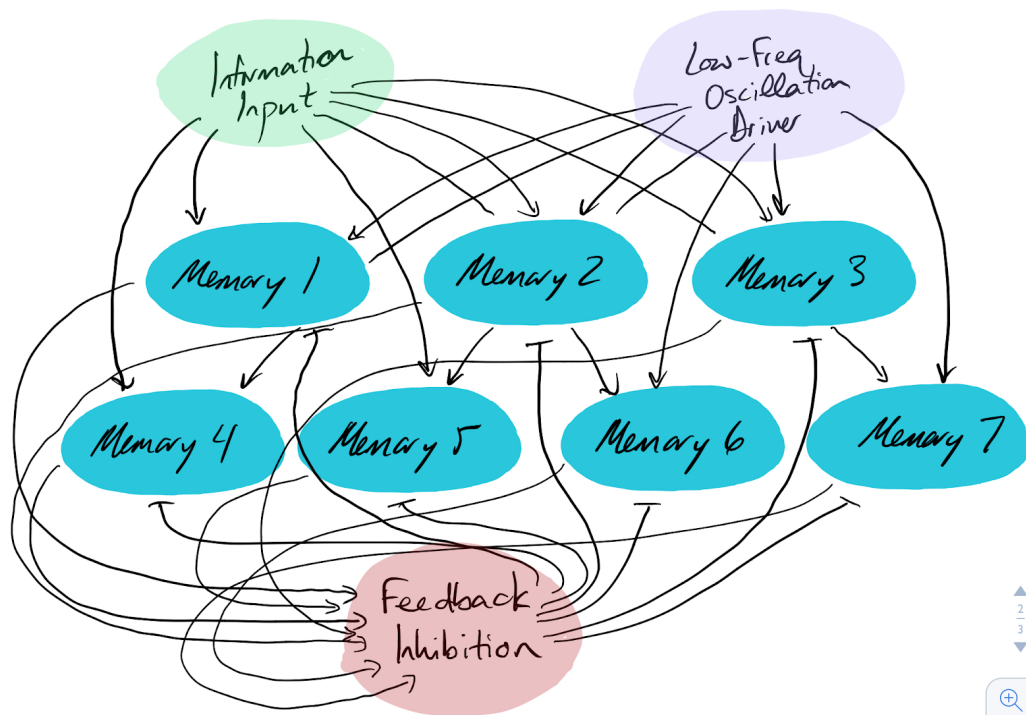 Information
Input
Low-Freq
Oscillation
Driver
Memory 1
Memory 2
Memory 3
Memory 4
Memory 5
Memory 6
Memory 7
Feedback
Inhibition
2
3